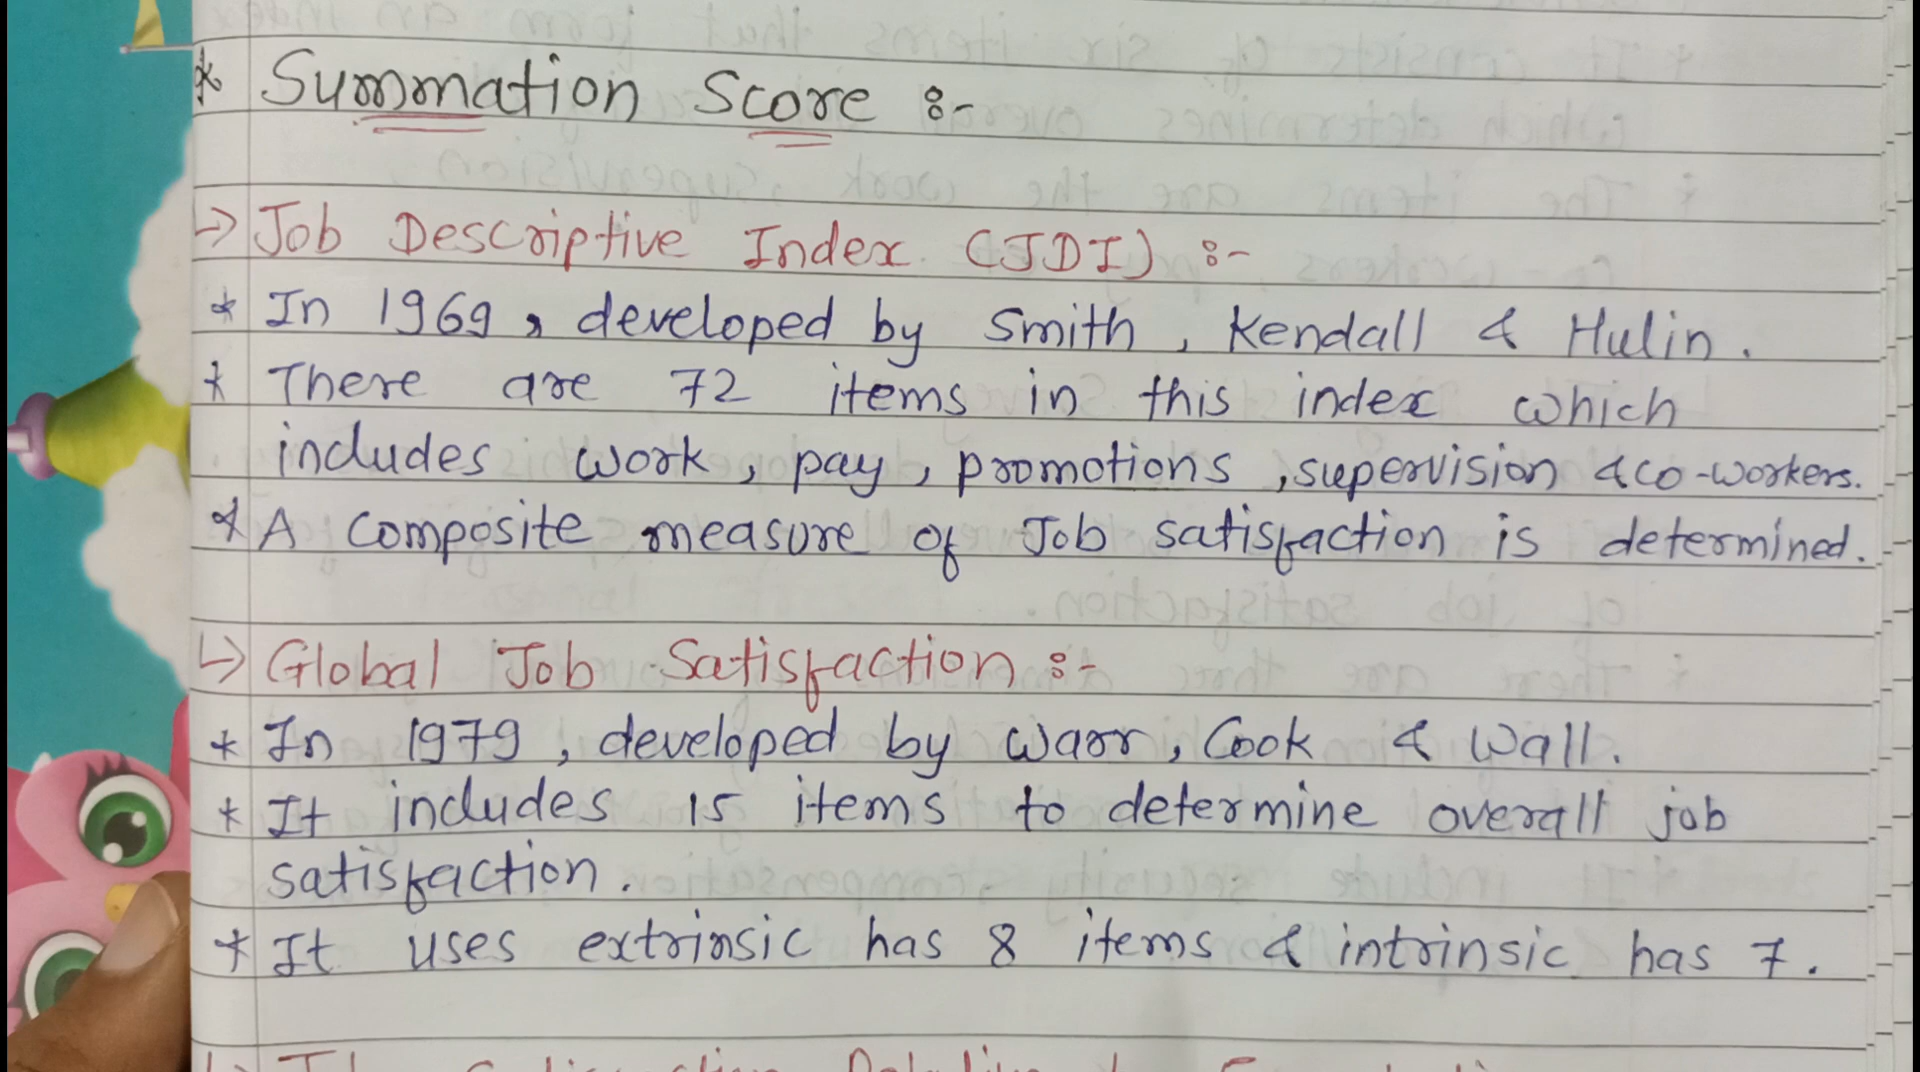 * Summation Score :-
↳ Job Descriptive Index (JDI) :-
* In 1969, developed by Smith, Kendall & Hulin.
* There are 72 items in this index which
includes work, pay, promotions, supervision & co-workers.
* A composite measure of Job satisfaction is determined.
↳ Global Job Satisfaction :-
* In 1979, developed by Warr, Cook & Wall.
* It includes 15 items to determine overall job
satisfaction.
* It uses extrinsic has 8 items & intrinsic has 7.